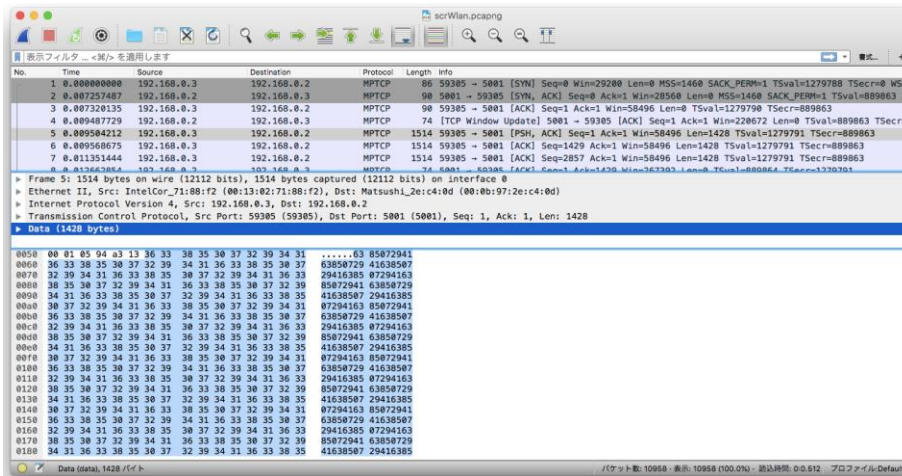 scrWlan.pcapng
表示フィルタ ... <⌘/> を適用します
書式...
No. Time Source Destination Protocol Length Info
1 0.000000000 192.168.0.3 192.168.0.2 MPTCP 86 59305 → 5001 [SYN] Seq=0 Win=29200 Len=0 MSS=1460 SACK_PERM=1 TSval=1279788 TSecr=0 WS
2 0.007257487 192.168.0.2 192.168.0.3 MPTCP 90 5001 → 59305 [SYN, ACK] Seq=0 Ack=1 Win=28560 Len=0 MSS=1460 SACK_PERM=1 TSval=889863
3 0.007320135 192.168.0.3 192.168.0.2 MPTCP 90 59305 → 5001 [ACK] Seq=1 Ack=1 Win=58496 Len=0 TSval=1279790 TSecr=889863
4 0.009487729 192.168.0.2 192.168.0.3 MPTCP 74 [TCP Window Update] 5001 → 59305 [ACK] Seq=1 Ack=1 Win=220672 Len=0 TSval=889863 TSecr
5 0.009504212 192.168.0.3 192.168.0.2 MPTCP 1514 59305 → 5001 [PSH, ACK] Seq=1 Ack=1 Win=58496 Len=1428 TSval=1279791 TSecr=889863
6 0.009568675 192.168.0.3 192.168.0.2 MPTCP 1514 59305 → 5001 [ACK] Seq=1429 Ack=1 Win=58496 Len=1428 TSval=1279791 TSecr=889863
7 0.011351444 192.168.0.3 192.168.0.2 MPTCP 1514 59305 → 5001 [ACK] Seq=2857 Ack=1 Win=58496 Len=1428 TSval=1279791 TSecr=889863
Frame 5: 1514 bytes on wire (12112 bits), 1514 bytes captured (12112 bits) on interface 0
Ethernet II, Src: IntelCor_71:88:f2 (00:13:02:71:88:f2), Dst: Matsushi_2e:c4:0d (00:0b:97:2e:c4:0d)
Internet Protocol Version 4, Src: 192.168.0.3, Dst: 192.168.0.2
Transmission Control Protocol, Src Port: 59305 (59305), Dst Port: 5001 (5001), Seq: 1, Ack: 1, Len: 1428
Data (1428 bytes)
0050 00 01 05 94 a3 13 36 33 38 35 30 37 32 39 34 31 ......63 85072941
0060 36 33 38 35 30 37 32 39 34 31 36 33 38 35 30 37 63850729 41638507
0070 32 39 34 31 36 33 38 35 30 37 32 39 34 31 36 33 29416385 07294163
0080 38 35 30 37 32 39 34 31 36 33 38 35 30 37 32 39 85072941 63850729
0090 34 31 36 33 38 35 30 37 32 39 34 31 36 33 38 35 41638507 29416385
00a0 30 37 32 39 34 31 36 33 38 35 30 37 32 39 34 31 07294163 85072941
00b0 36 33 38 35 30 37 32 39 34 31 36 33 38 35 30 37 63850729 41638507
00c0 32 39 34 31 36 33 38 35 30 37 32 39 34 31 36 33 29416385 07294163
00d0 38 35 30 37 32 39 34 31 36 33 38 35 30 37 32 39 85072941 63850729
00e0 34 31 36 33 38 35 30 37 32 39 34 31 36 33 38 35 41638507 29416385
00f0 30 37 32 39 34 31 36 33 38 35 30 37 32 39 34 31 07294163 85072941
0100 36 33 38 35 30 37 32 39 34 31 36 33 38 35 30 37 63850729 41638507
0110 32 39 34 31 36 33 38 35 30 37 32 39 34 31 36 33 29416385 07294163
0120 38 35 30 37 32 39 34 31 36 33 38 35 30 37 32 39 85072941 63850729
0130 34 31 36 33 38 35 30 37 32 39 34 31 36 33 38 35 41638507 29416385
0140 30 37 32 39 34 31 36 33 38 35 30 37 32 39 34 31 07294163 85072941
0150 36 33 38 35 30 37 32 39 34 31 36 33 38 35 30 37 63850729 41638507
0160 32 39 34 31 36 33 38 35 30 37 32 39 34 31 36 33 29416385 07294163
0170 38 35 30 37 32 39 34 31 36 33 38 35 30 37 32 39 85072941 63850729
0180 34 31 36 33 38 35 30 37 32 39 34 31 36 33 38 35 41638507 29416385
Data (data), 1428 バイト
パケット数: 10958 · 表示: 10958 (100.0%) · 読込時間: 0:0.512
プロファイル:Default